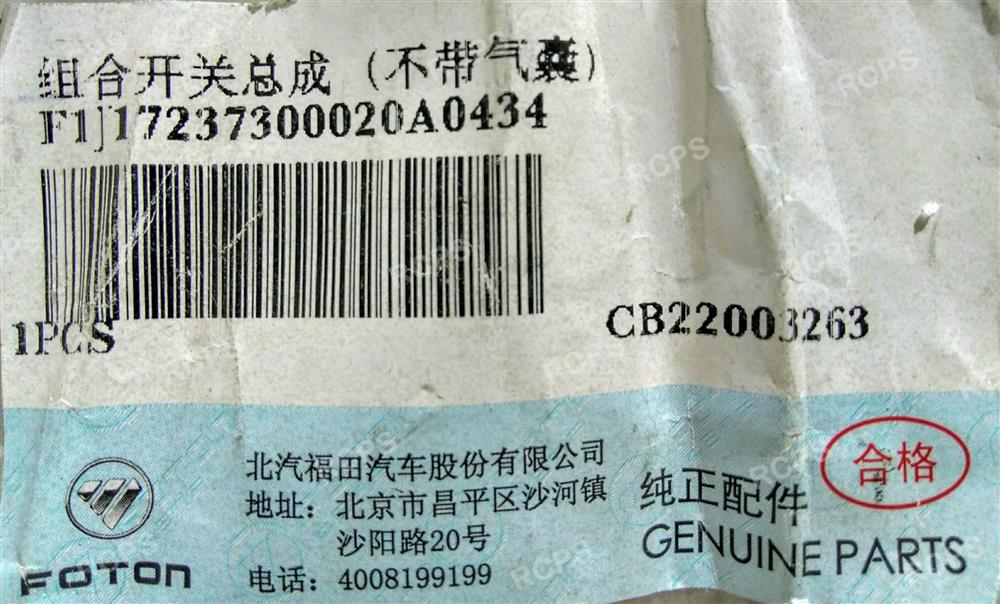 组合开关总成（不带气囊）
F1J17237300020A0434
1PCS
CB22003263
合格
北汽福田汽车股份有限公司
地址：北京市昌平区沙河镇
沙阳路20号
电话：4008199199
纯正配件
GENUINE PARTS
FOTON
RCPS